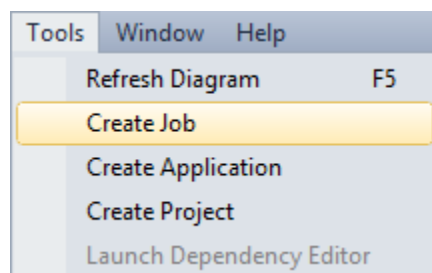 Tools Window Help
Refresh Diagram F5
Create Job
Create Application
Create Project
Launch Dependency Editor